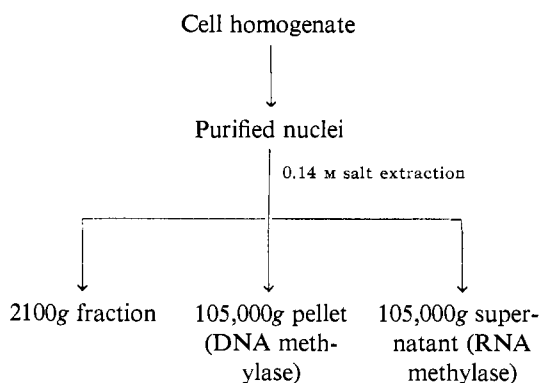 Cell homogenate
Purified nuclei
0.14 M salt extraction
2100g fraction
105,000g pellet
(DNA meth-
ylase)
105,000g super-
natant (RNA
methylase)